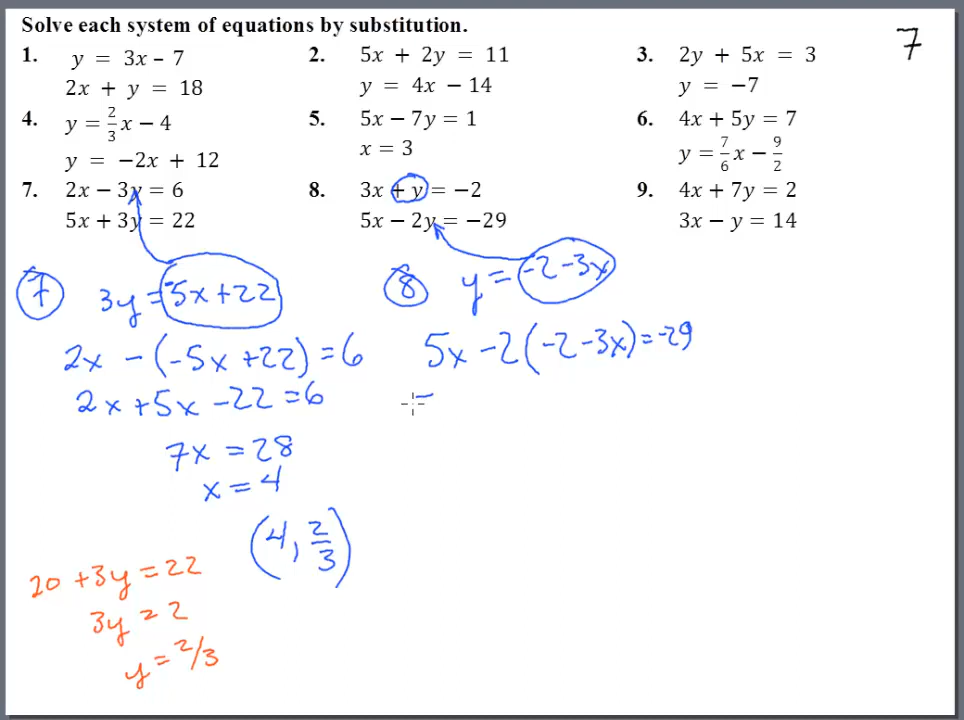 Solve each system of equations by substitution.
7
1. y = 3x – 7
2x + y = 18
2. 5x + 2y = 11
y = 4x − 14
3. 2y + 5x = 3
y = −7
4. y = 2/3 x − 4
y = −2x + 12
5. 5x − 7y = 1
x = 3
6. 4x + 5y = 7
y = 7/6 x − 9/2
7. 2x − 3y = 6
5x + 3y = 22
8. 3x + y = −2
5x − 2y = −29
9. 4x + 7y = 2
3x − y = 14
7
3y = -5x + 22
2x - (-5x + 22) = 6
2x + 5x - 22 = 6
7x = 28
x = 4
(4, 2/3)
20 + 3y = 22
3y = 2
y = 2/3
8
y = -2 - 3x
5x - 2(-2 - 3x) = -29